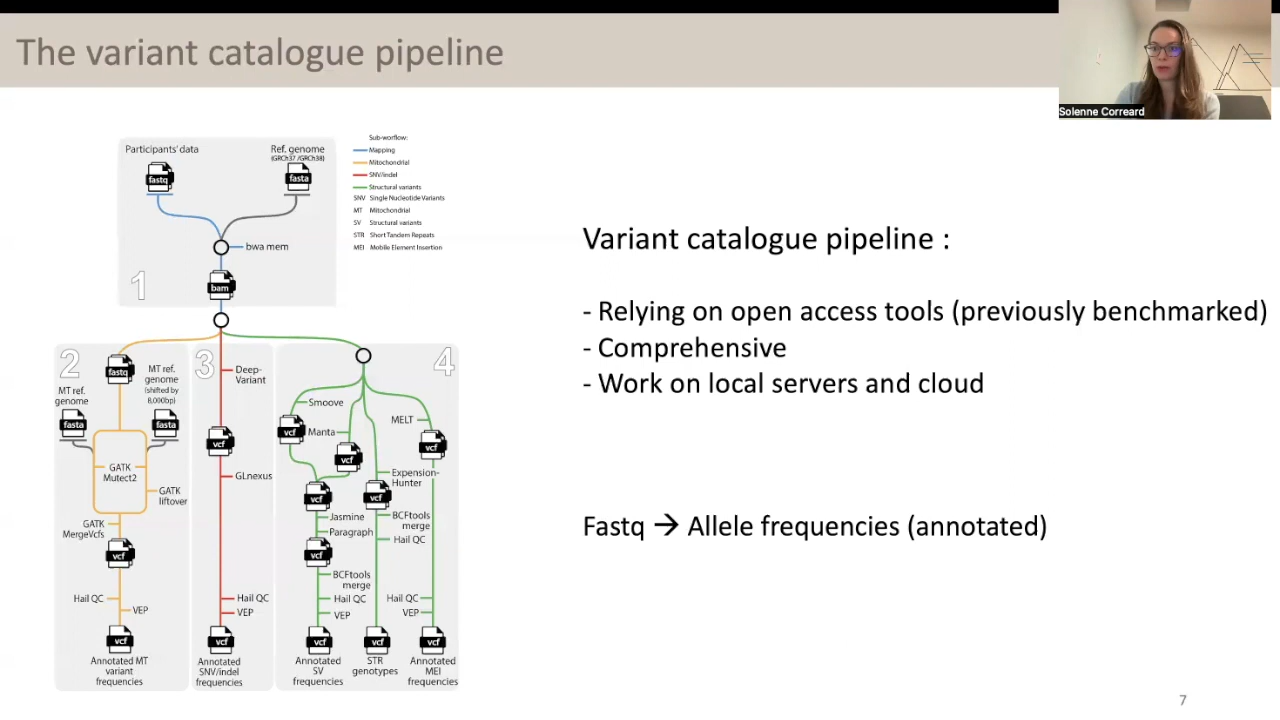 The variant catalogue pipeline
Solenne Correard
Participants' data
fastq
Ref. genome
(GRCh37 /GRCh38)
fasta
bwa mem
1
bam
Sub-worflow:
Mapping
Mitochondrial
SNV/indel
Structural variants
SNV Single Nucleotide Variants
MT Mitochondrial
SV Structural variants
STR Short Tandem Repeats
MEI Mobile Element Insertion
2
fastq
MT ref.
genome
fasta
MT ref.
genome
(shifted by
8,000bp)
fasta
GATK
Mutect2
GATK
liftover
GATK
MergeVcfs
vcf
Hail QC
VEP
vcf
Annotated MT
variant
frequencies
3
Deep-
Variant
vcf
GLnexus
Hail QC
VEP
vcf
Annotated
SNV/indel
frequencies
4
Smoove
vcf
Manta
vcf
vcf
Jasmine
Paragraph
vcf
BCFtools
merge
Hail QC
VEP
vcf
Annotated
SV
frequencies
Expension-
Hunter
vcf
BCFtools
merge
Hail QC
vcf
STR
genotypes
MELT
vcf
Hail QC
VEP
vcf
Annotated
MEI
frequencies
Variant catalogue pipeline :
- Relying on open access tools (previously benchmarked)
- Comprehensive
- Work on local servers and cloud
Fastq → Allele frequencies (annotated)
7